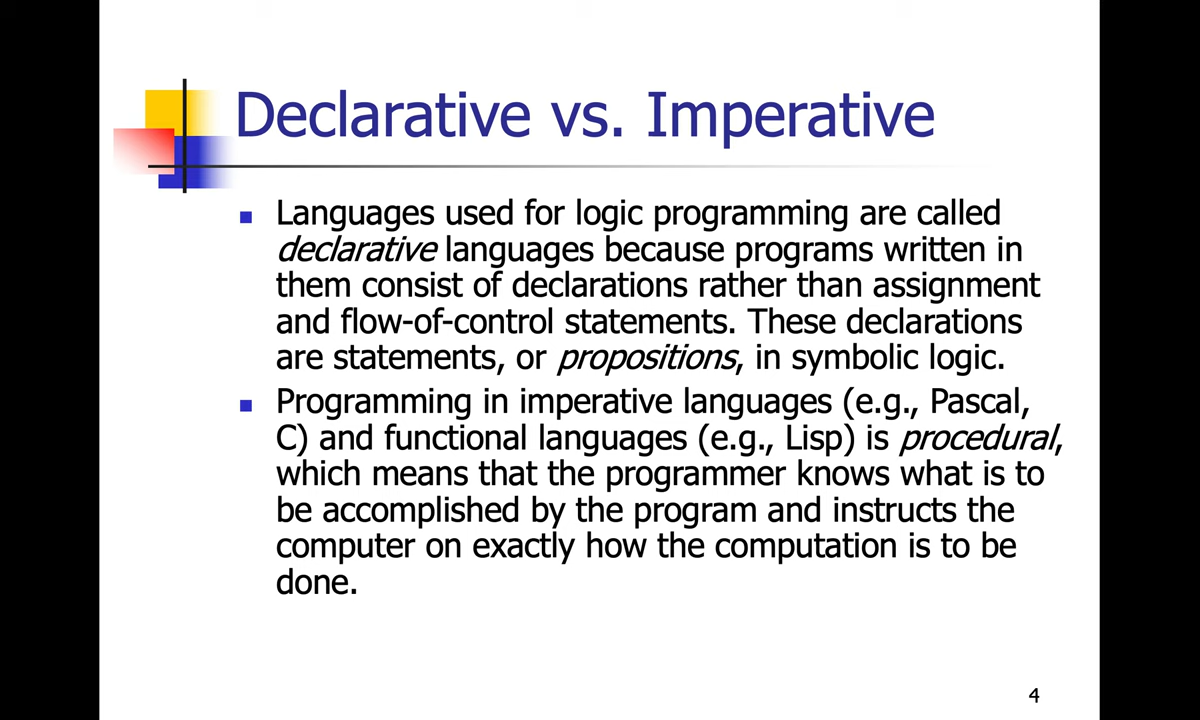 Declarative vs. Imperative
Languages used for logic programming are called
declarative languages because programs written in
them consist of declarations rather than assignment
and flow-of-control statements. These declarations
are statements, or propositions, in symbolic logic.
Programming in imperative languages (e.g., Pascal,
C) and functional languages (e.g., Lisp) is procedural,
which means that the programmer knows what is to
be accomplished by the program and instructs the
computer on exactly how the computation is to be
done.
4